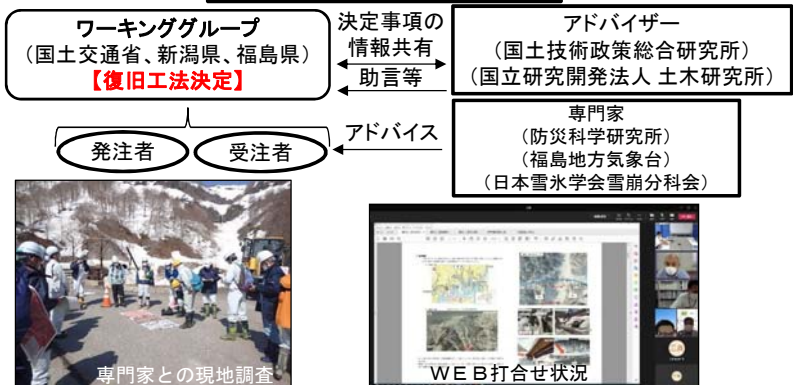 ワーキンググループ
（国土交通省、新潟県、福島県）
【復旧工法決定】
決定事項の
情報共有
助言等
アドバイザー
（国土技術政策総合研究所）
（国立研究開発法人 土木研究所）
発注者
受注者
アドバイス
専門家
（防災科学研究所）
（福島地方気象台）
（日本雪氷学会雪崩分科会）
専門家との現地調査
ＷＥＢ打合せ状況